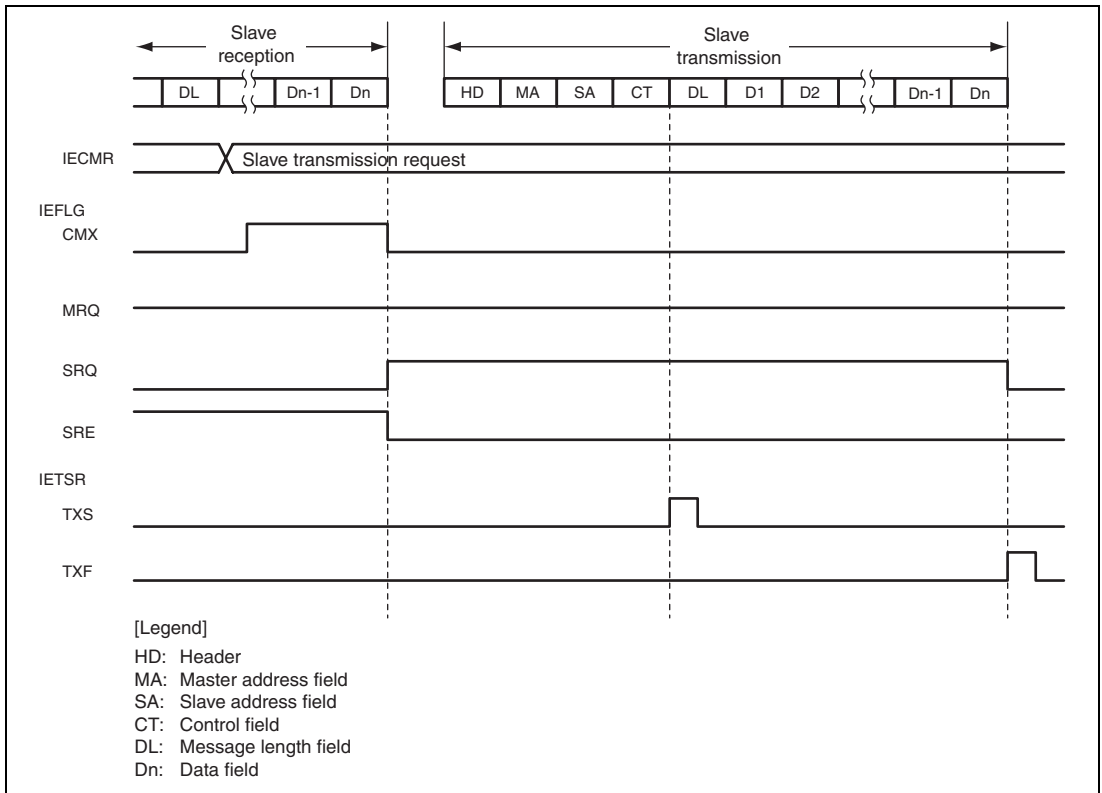 Slave
reception
Slave
transmission
DL Dn-1 Dn HD MA SA CT DL D1 D2 Dn-1 Dn
IECMR Slave transmission request
IEFLG
CMX
MRQ
SRQ
SRE
IETSR
TXS
TXF
[Legend]
HD: Header
MA: Master address field
SA: Slave address field
CT: Control field
DL: Message length field
Dn: Data field